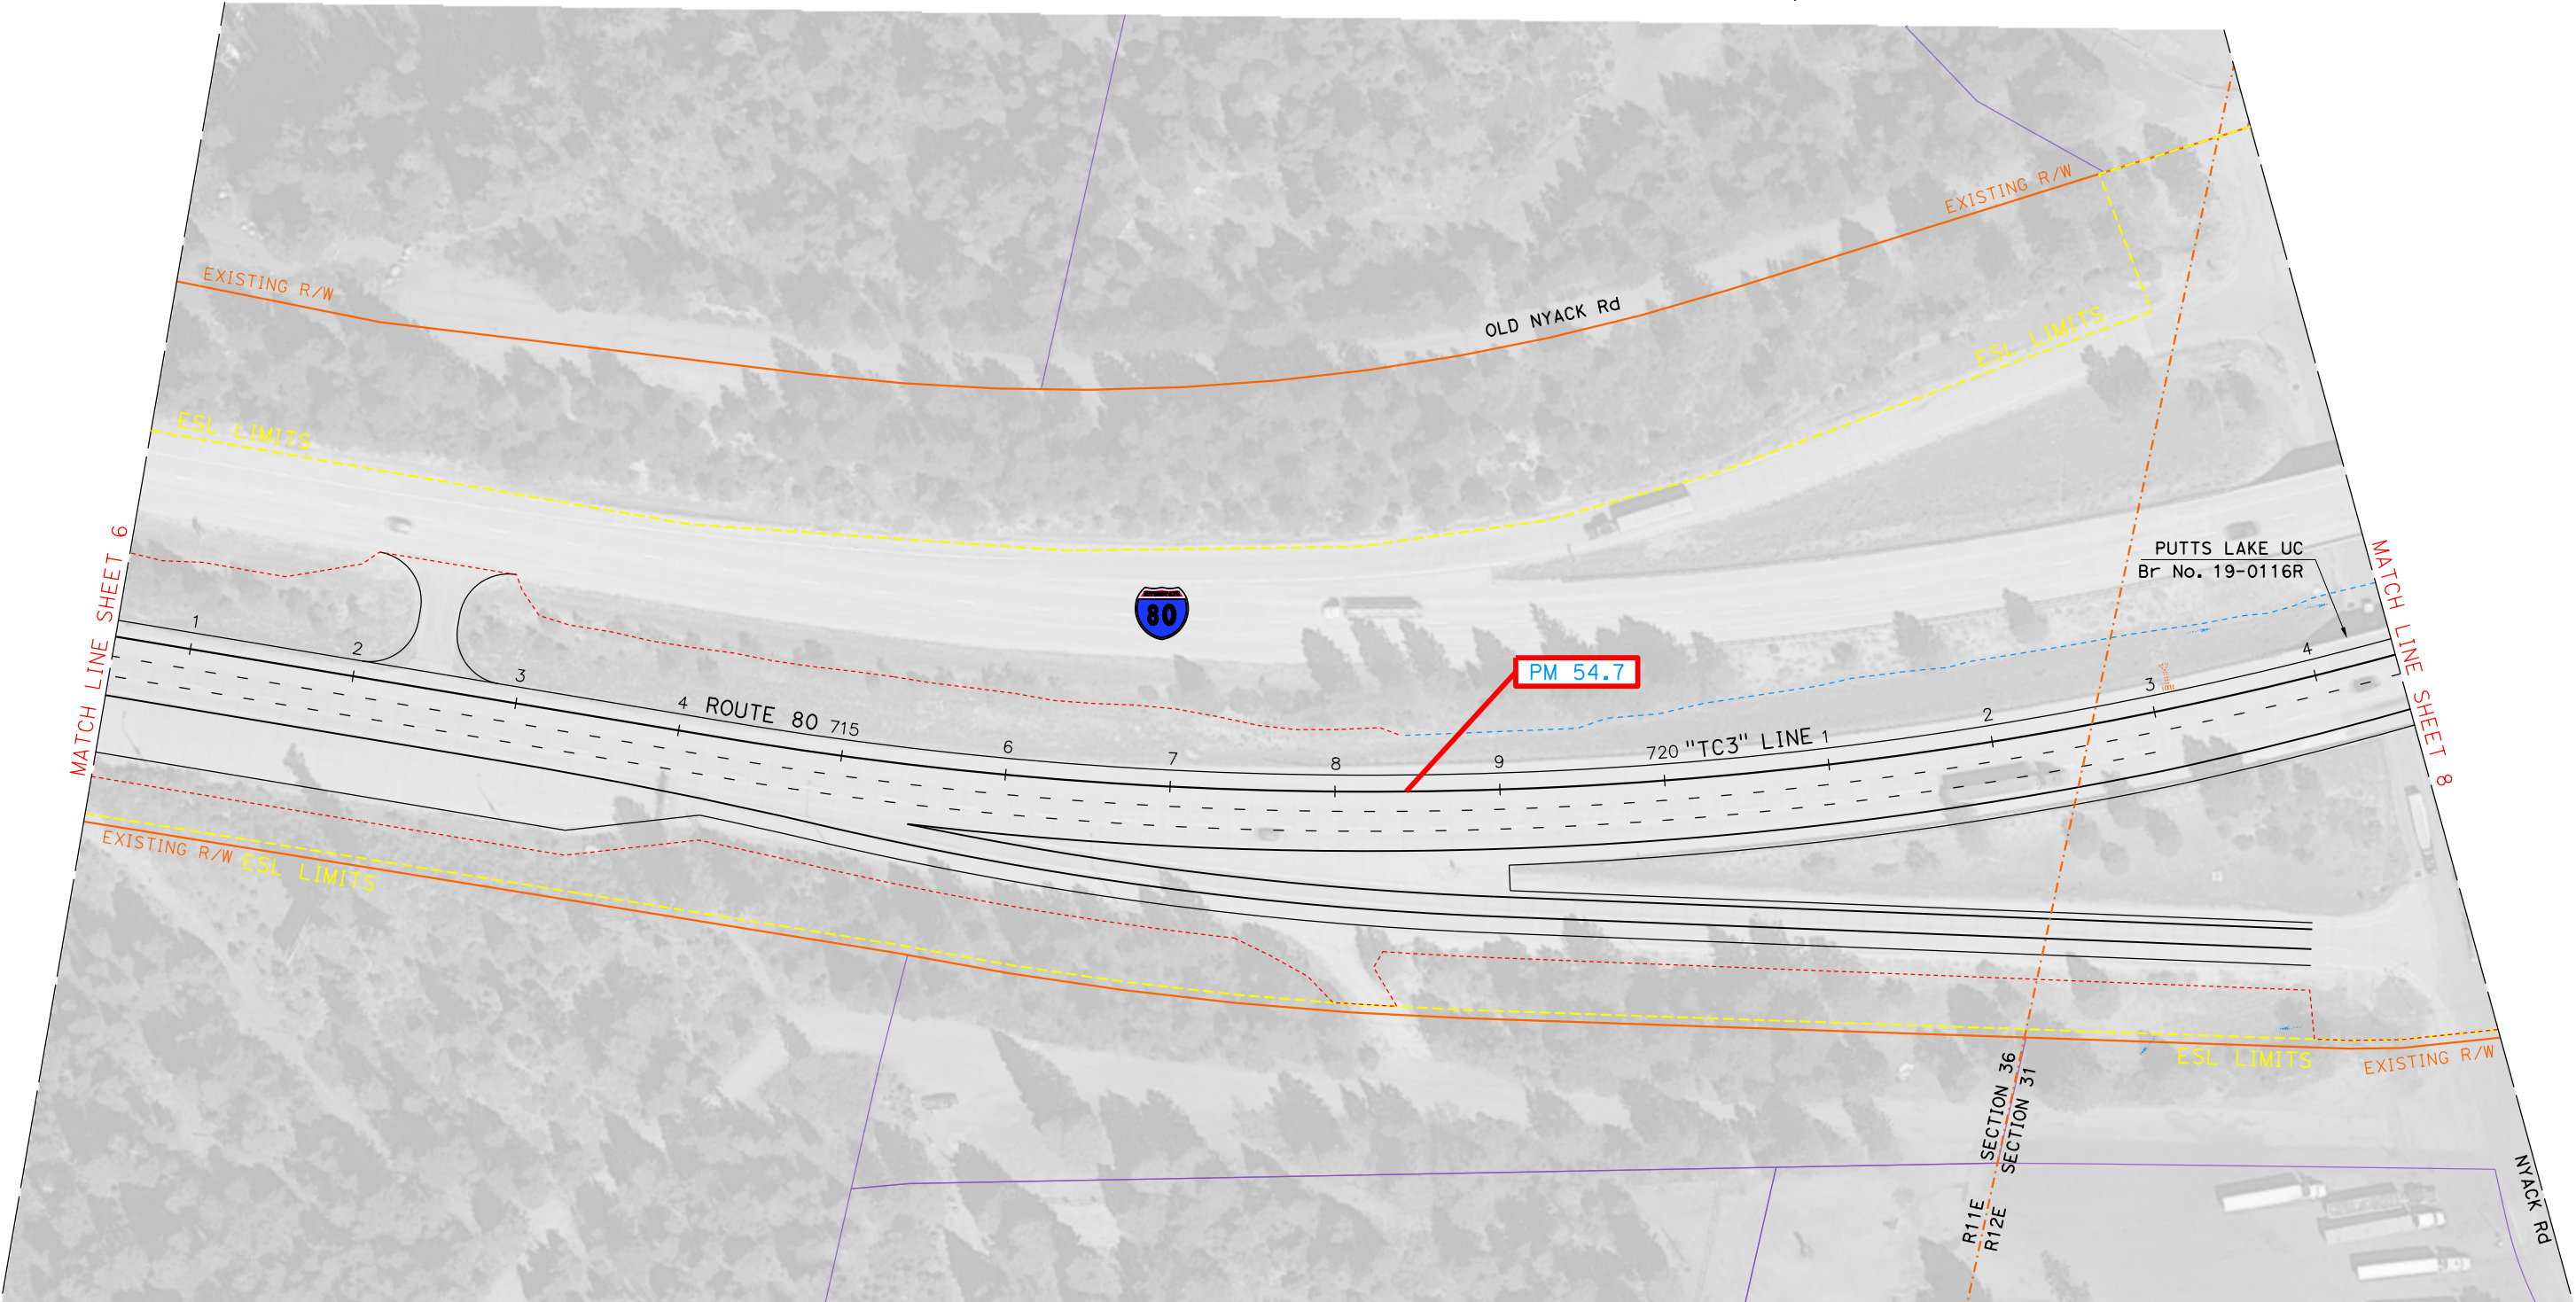 EXISTING R/W
EXISTING R/W
OLD NYACK Rd
ESL LIMITS
ESL LIMITS
MATCH LINE SHEET 6
PUTTS LAKE UC
Br No. 19-0116R
MATCH LINE SHEET 8
80
PM 54.7
1
2
3
4
ROUTE 80
715
6
7
8
9
720
"TC3" LINE
1
2
3
4
EXISTING R/W
ESL LIMITS
ESL LIMITS
EXISTING R/W
SECTION 36
SECTION 31
R11E
R12E
NYACK Rd